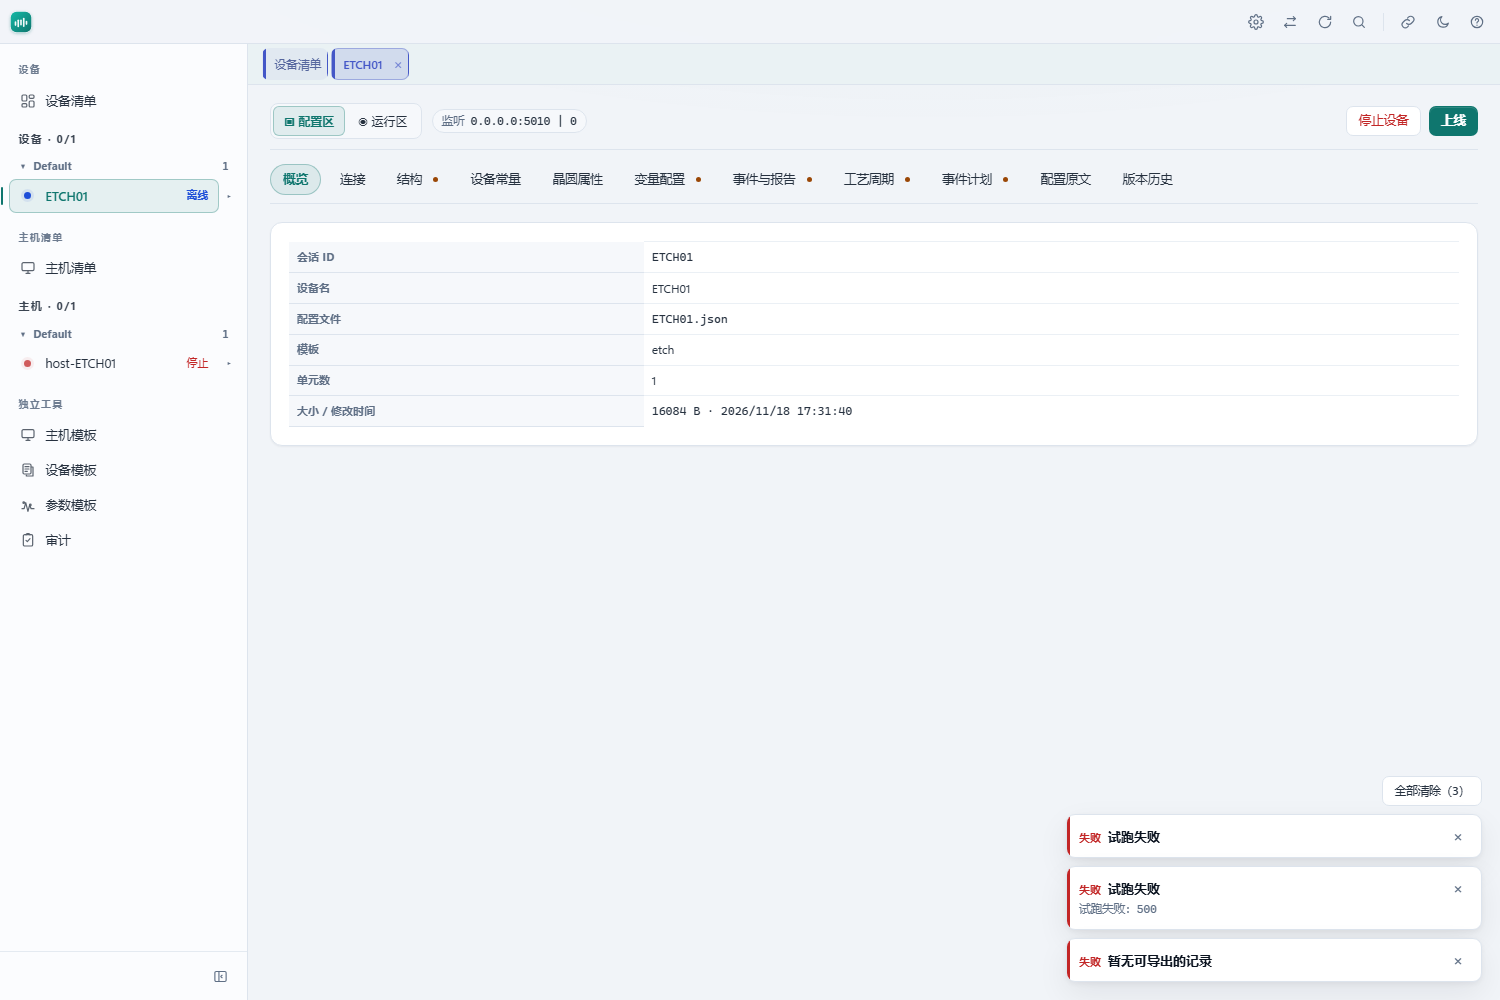 设备
设备清单
设备 · 0/1
Default 1
ETCH01 离线
主机清单
主机清单
主机 · 0/1
Default 1
host-ETCH01 停止
独立工具
主机模板
设备模板
参数模板
审计
设备清单 ETCH01 ×
配置区 运行区 监听 0.0.0.0:5010 | 0 停止设备 上线
概览 连接 结构 设备常量 晶圆属性 变量配置 事件与报告 工艺周期 事件计划 配置原文 版本历史
会话 ID ETCH01
设备名 ETCH01
配置文件 ETCH01.json
模板 etch
单元数 1
大小 / 修改时间 16084 B · 2026/11/18 17:31:40
全部清除（3）
失败 试跑失败 ×
失败 试跑失败 ×
试跑失败: 500
失败 暂无可导出的记录 ×